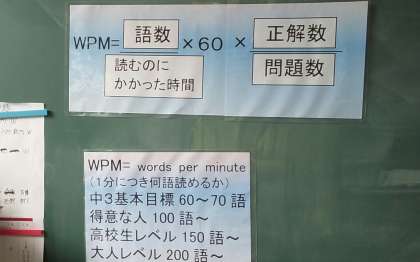 WPM= 語数 ×60 × 正解数
読むのに
かかった時間
問題数
WPM= words per minute
(1分につき何語読めるか)
中3基本目標 60～70 語
得意な人 100 語～
高校生レベル 150 語～
大人レベル 200 語～